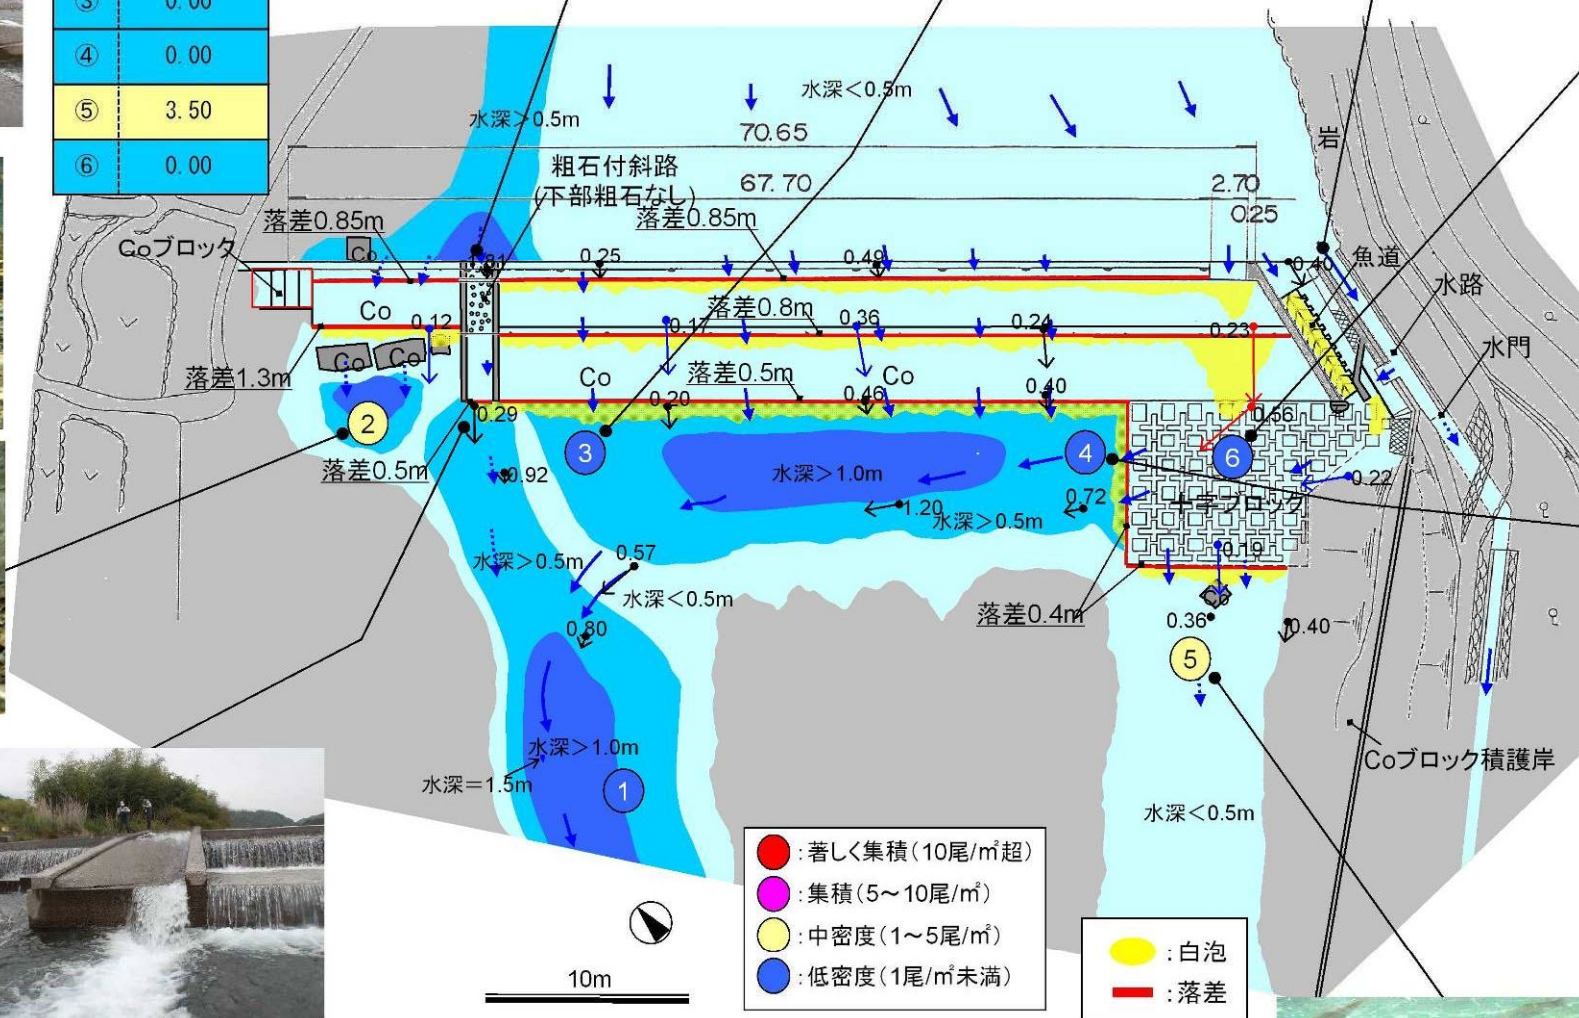 ③ 0.00
④ 0.00
⑤ 3.50
⑥ 0.00
水深<0.5m
水深>0.5m
70.65
岩
粗石付斜路
(下部粗石なし)
67.70
2.70
0.25
落差0.85m
落差0.85m
Coブロック
Co
0.25
0.49
0.40
魚道
水路
Co
落差0.8m
0.12
0.17
0.36
0.24
0.23
水門
Co
Co
落差1.3m
Co
落差0.5m
Co
0.20
0.46
0.40
0.29
0.56
2
3
4
6
落差0.5m
0.92
水深>1.0m
0.22
1.20
0.72
水深>0.5m
十字ブロック
水深>0.5m
0.57
0.19
水深<0.5m
Co
落差0.4m
0.36
0.40
0.80
5
水深>1.0m
水深=1.5m
1
Coブロック積護岸
水深<0.5m
:著しく集積(10尾/㎡超)
:集積(5~10尾/㎡)
:中密度(1~5尾/㎡)
:低密度(1尾/㎡未満)
:白泡
:落差
10m